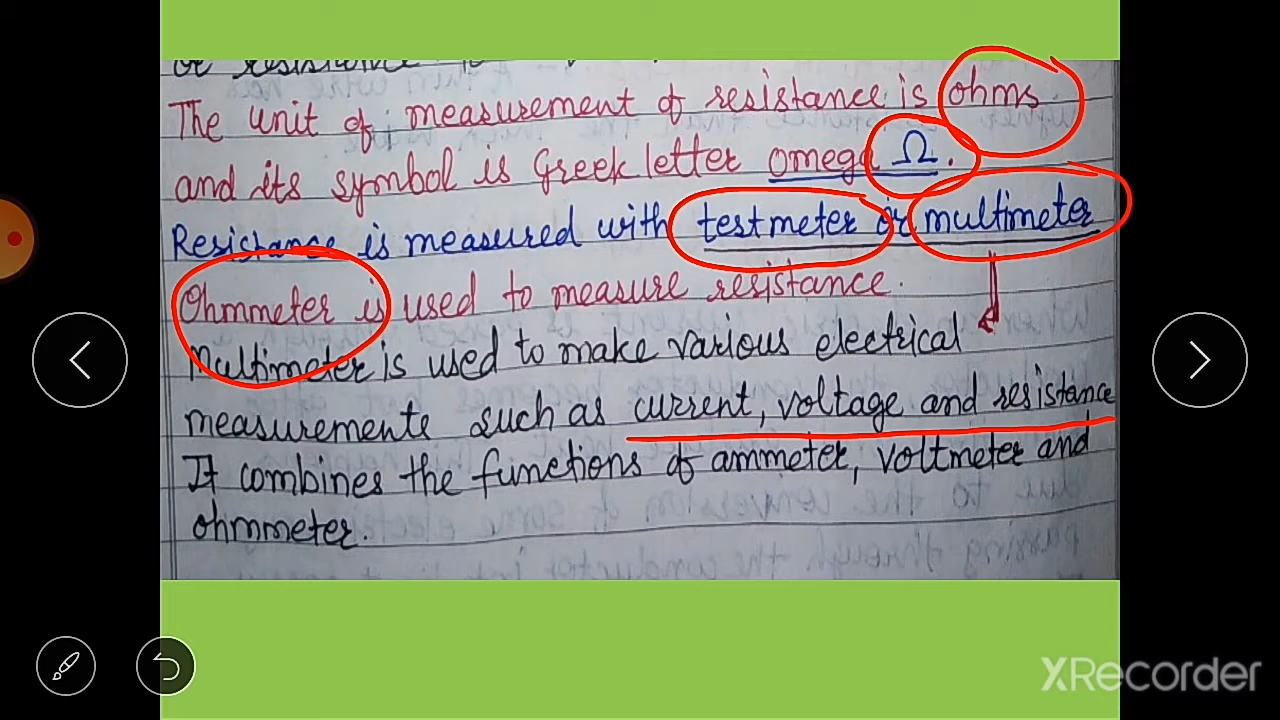 The unit of measurement of resistance is ohms.
and its symbol is Greek letter omega Ω.
Resistance is measured with testmeter or multimeter
Ohmmeter is used to measure resistance.
Multimeter is used to make various electrical
measurements such as current, voltage and resistance
It combines the functions of ammeter, voltmeter and
ohmmeter.
XRecorder